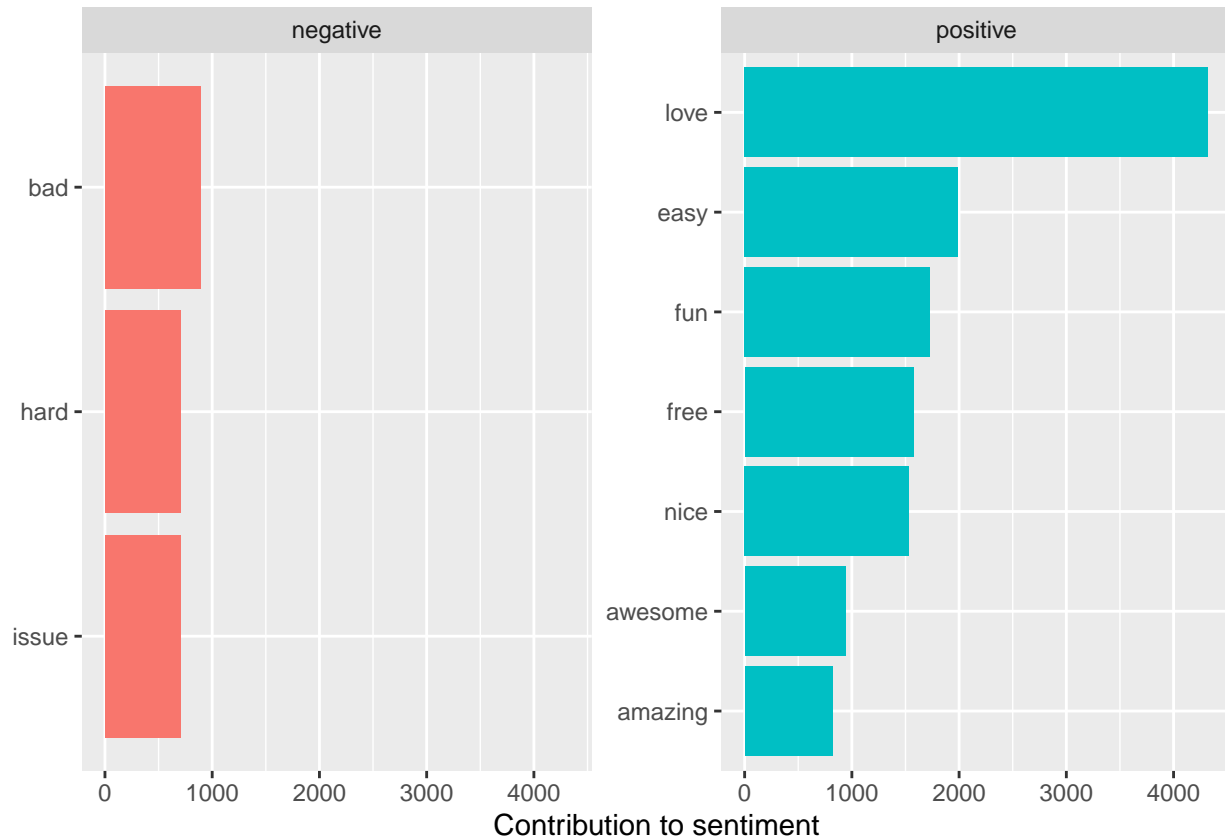 negative
bad
hard
issue
0 1000 2000 3000 4000
positive
love
easy
fun
free
nice
awesome
amazing
0 1000 2000 3000 4000
Contribution to sentiment